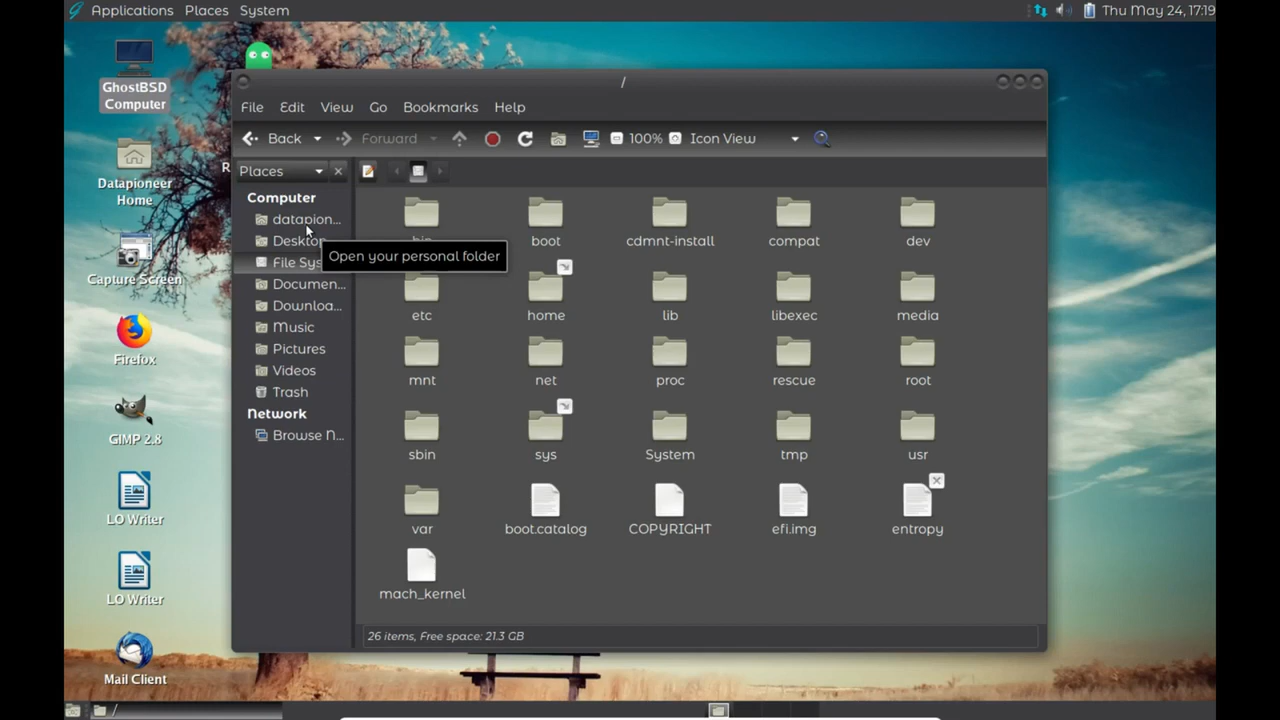 Applications Places System
Thu May 24, 17:19
GhostBSD
Computer
Datapioneer
Home
Capture Screen
Firefox
GIMP 2.8
LO Writer
LO Writer
Mail Client
R
/
File Edit View Go Bookmarks Help
Back Forward 100% Icon View
Places
Computer
datapion...
Desktop
File Sys
Documen...
Downloa...
Music
Pictures
Videos
Trash
Network
Browse N...
Open your personal folder
bin boot cdmnt-install compat dev
etc home lib libexec media
mnt net proc rescue root
sbin sys System tmp usr
var boot.catalog COPYRIGHT efi.img entropy
mach_kernel
26 items, Free space: 21.3 GB
/